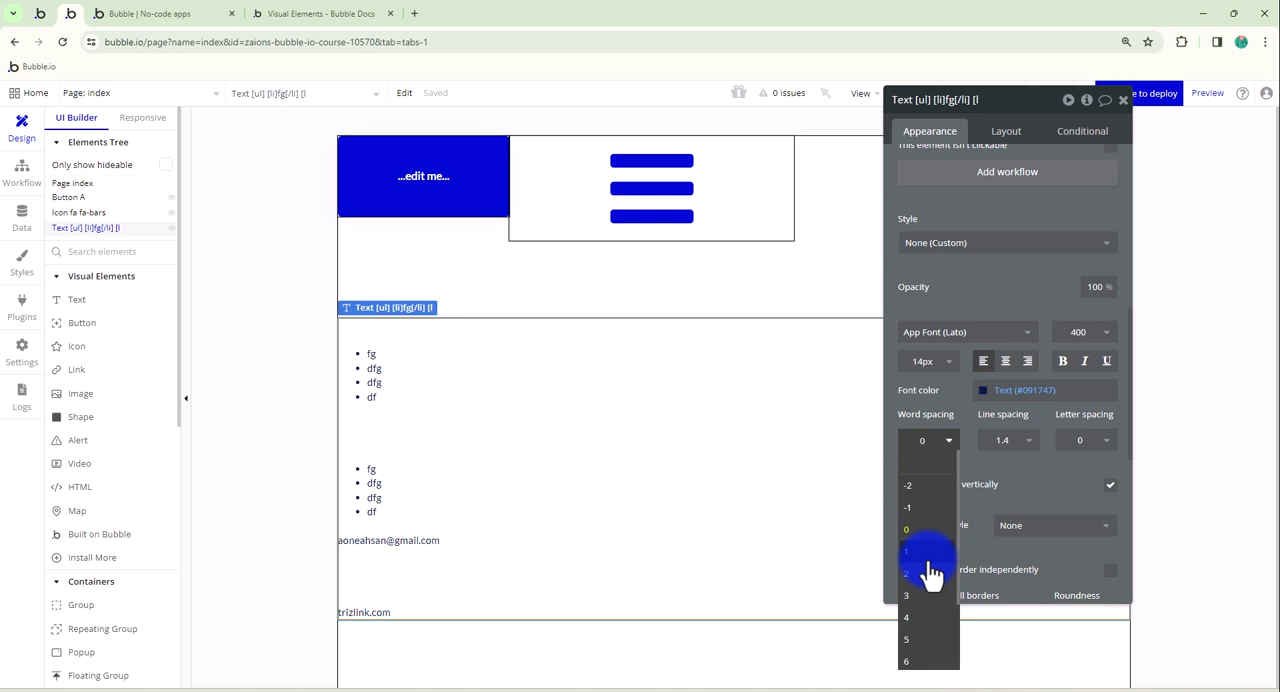 Bubble | No-code apps
Visual Elements - Bubble Docs
bubble.io/page?name=index&id=zaions-bubble-io-course-10570&tab=tabs-1
Bubble.io
Home
Page: index
Text [ul] [li]fg[/li] [l
Edit
Saved
0 issues
View
e to deploy
Preview
Design
Workflow
Data
Styles
Plugins
Settings
Logs
UI Builder
Responsive
Elements Tree
Only show hideable
Page index
Button A
Icon fa fa-bars
Text [ul] [li]fg[/li] [l
Search elements
Visual Elements
Text
Button
Icon
Link
Image
Shape
Alert
Video
HTML
Map
Built on Bubble
Install More
Containers
Group
Repeating Group
Popup
Floating Group
...edit me...
Text [ul] [li]fg[/li] [l
fg
dfg
dfg
df
fg
dfg
dfg
df
aoneahsan@gmail.com
trizlink.com
Text [ul] [li]fg[/li] [l
Appearance
Layout
Conditional
This element isn't clickable
Add workflow
Style
None (Custom)
Opacity
100 %
App Font (Lato)
400
14px
B
I
U
Font color
Text (#091747)
Word spacing
Line spacing
Letter spacing
0
1.4
0
-2
-1
0
1
2
3
4
5
6
vertically
le
None
rder independently
ll borders
Roundness